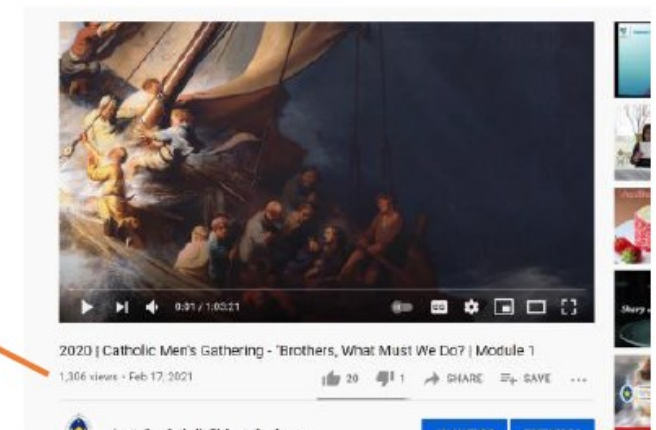 0:01 / 1:03:21
2020 | Catholic Men's Gathering - "Brothers, What Must We Do? | Module 1
1,306 views • Feb 17, 2021
20 1 SHARE SAVE ...